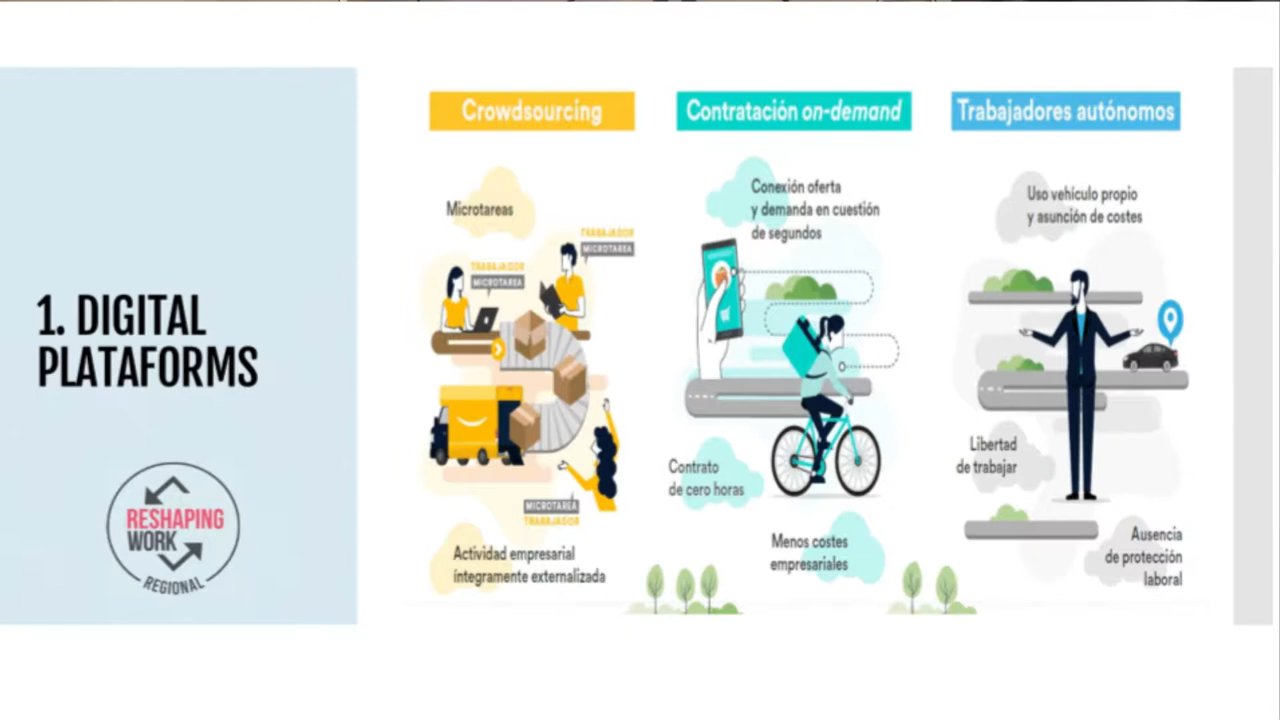 1. DIGITAL
PLATAFORMS
RESHAPING
WORK
REGIONAL
Crowdsourcing
Microtareas
TRABAJADOR
MICROTAREA
TRABAJADOR
MICROTAREA
MICROTAREA
TRABAJADOR
Actividad empresarial
íntegramente externalizada
Contratación on-demand
Conexión oferta
y demanda en cuestión
de segundos
Contrato
de cero horas
Menos costes
empresariales
Trabajadores autónomos
Uso vehículo propio
y asunción de costes
Libertad
de trabajar
Ausencia
de protección
laboral